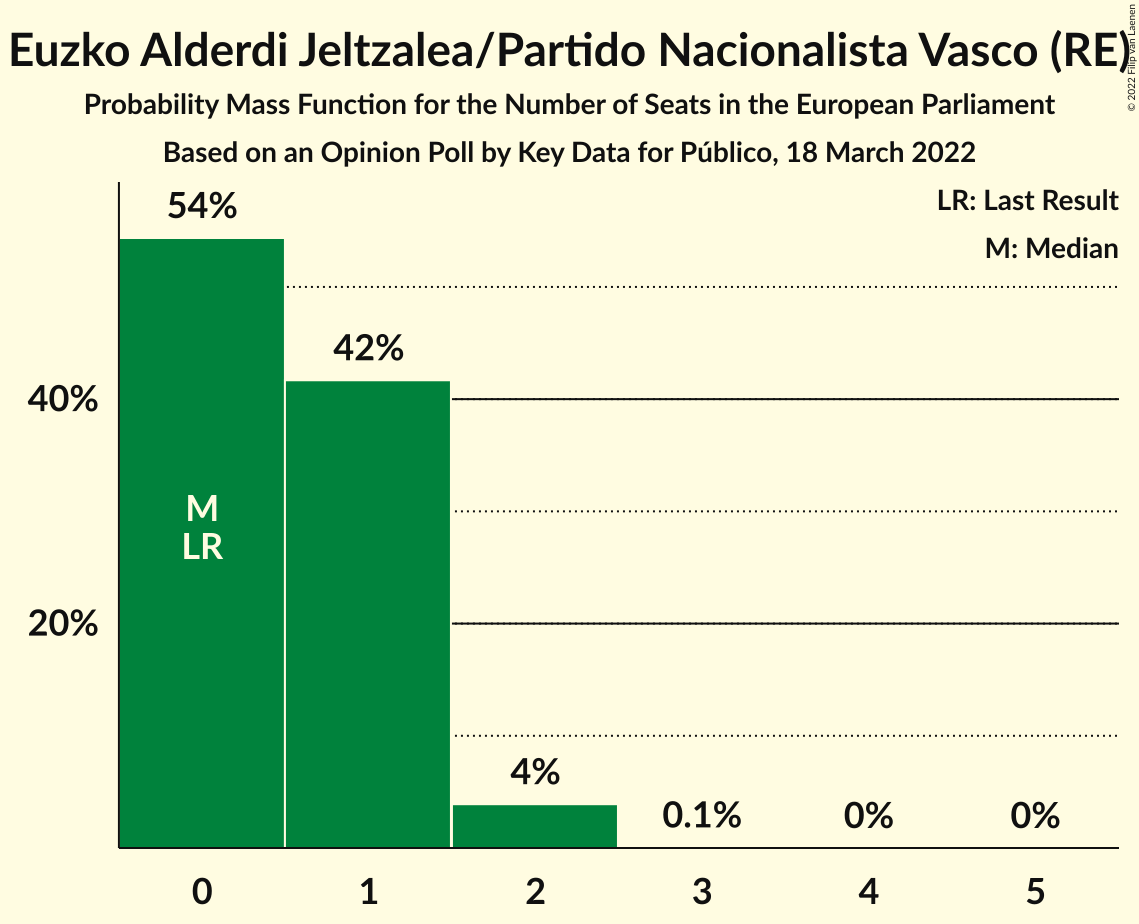 Euzko Alderdi Jeltzalea/Partido Nacionalista Vasco (RE)
Probability Mass Function for the Number of Seats in the European Parliament
Based on an Opinion Poll by Key Data for Público, 18 March 2022
© 2022 Filip van Laenen
LR: Last Result
M: Median
54%
42%
40%
M
LR
20%
4%
0.1%
0%
0%
0 1 2 3 4 5